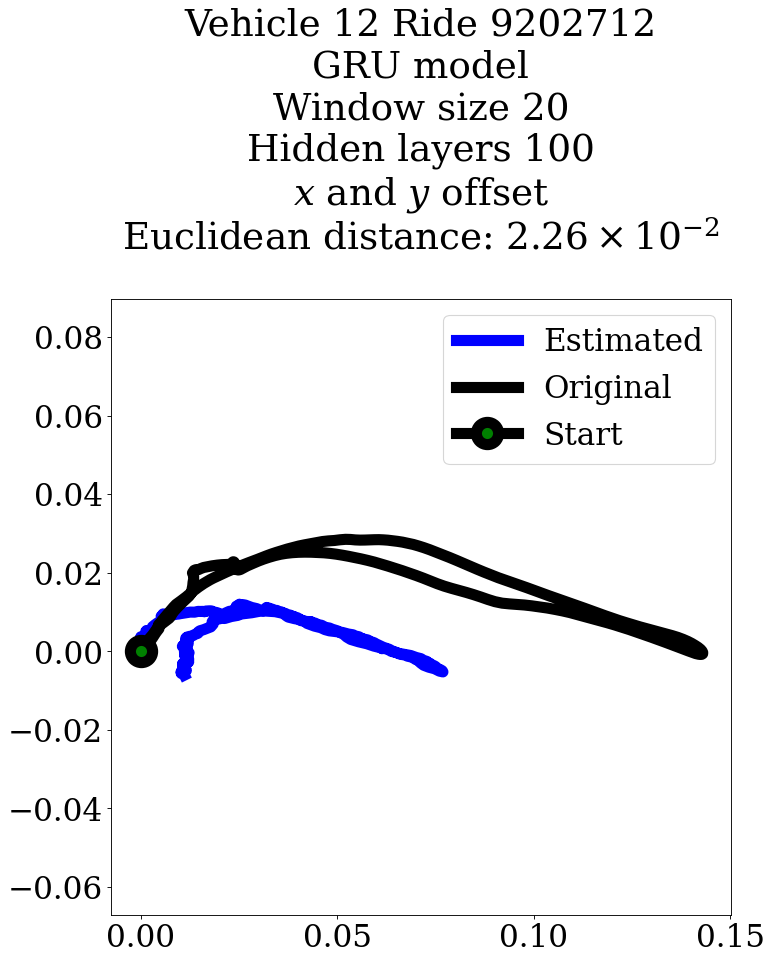 Vehicle 12 Ride 9202712
GRU model
Window size 20
Hidden layers 100
x and y offset
Euclidean distance: 2.26 × 10⁻²
Estimated
Original
Start
0.08
0.06
0.04
0.02
0.00
−0.02
−0.04
−0.06
0.00 0.05 0.10 0.15